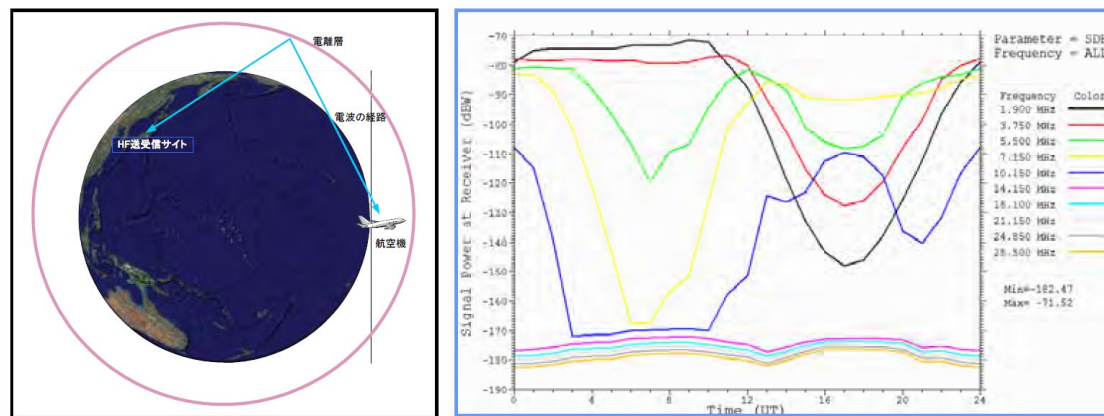 電離層
電波の経路
HF送受信サイト
航空機
Parameter = SDB
Frequency = ALL
Frequency Color
1.900 MHz
3.750 MHz
5.500 MHz
7.150 MHz
10.150 MHz
14.150 MHz
18.100 MHz
21.150 MHz
24.850 MHz
28.500 MHz
Min=-182.47
Max= -71.52
Signal Power at Receiver (dBW)
-70
-80
-90
-100
-110
-120
-130
-140
-150
-160
-170
-180
-190
0 4 8 12 16 20 24
Time (UT)